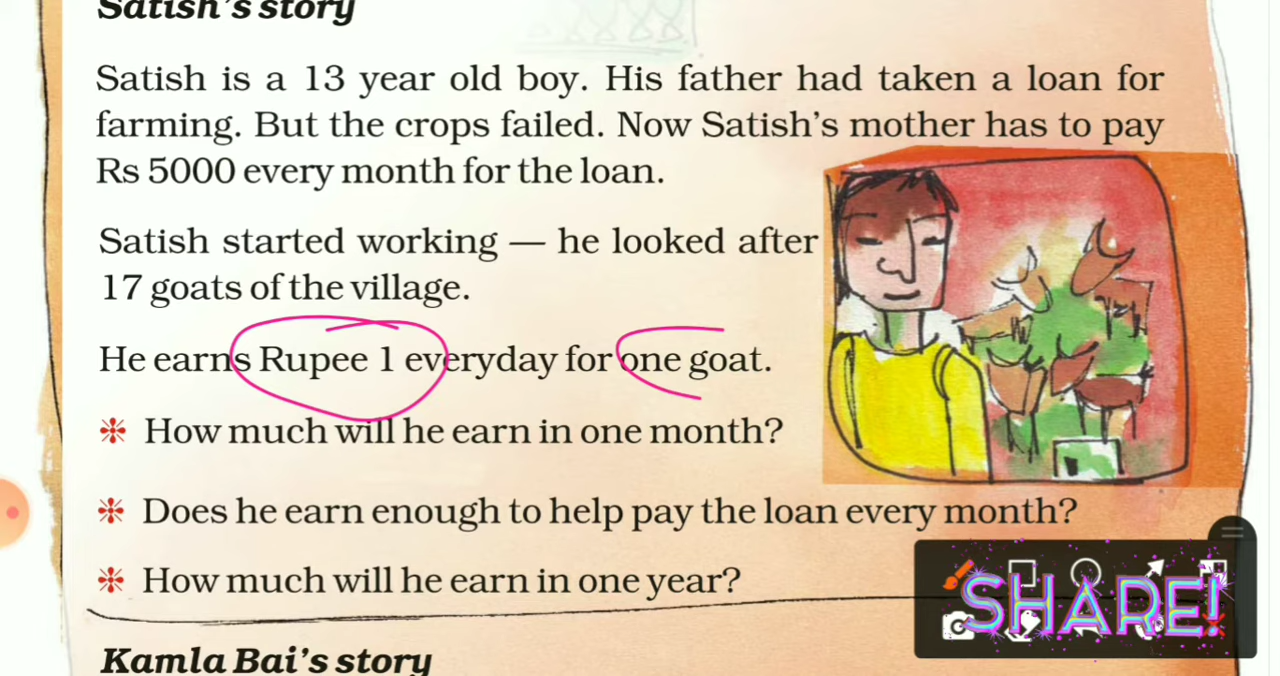 Satish's story
Satish is a 13 year old boy. His father had taken a loan for
farming. But the crops failed. Now Satish's mother has to pay
Rs 5000 every month for the loan.
Satish started working — he looked after
17 goats of the village.
He earns Rupee 1 everyday for one goat.
❉ How much will he earn in one month?
❉ Does he earn enough to help pay the loan every month?
❉ How much will he earn in one year?
SHARE!
Kamla Bai's story